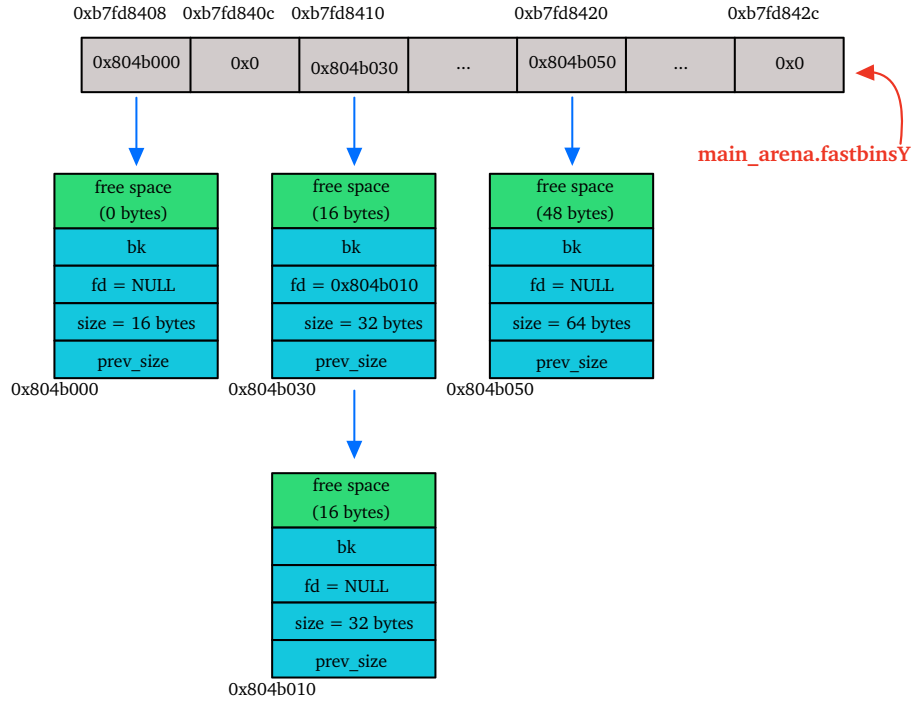 0xb7fd8408 0xb7fd840c 0xb7fd8410 0xb7fd8420 0xb7fd842c
0x804b000 0x0 0x804b030 ... 0x804b050 ... 0x0
main_arena.fastbinsY
free space
(0 bytes)
bk
fd = NULL
size = 16 bytes
prev_size
0x804b000
free space
(16 bytes)
bk
fd = 0x804b010
size = 32 bytes
prev_size
0x804b030
free space
(48 bytes)
bk
fd = NULL
size = 64 bytes
prev_size
0x804b050
free space
(16 bytes)
bk
fd = NULL
size = 32 bytes
prev_size
0x804b010